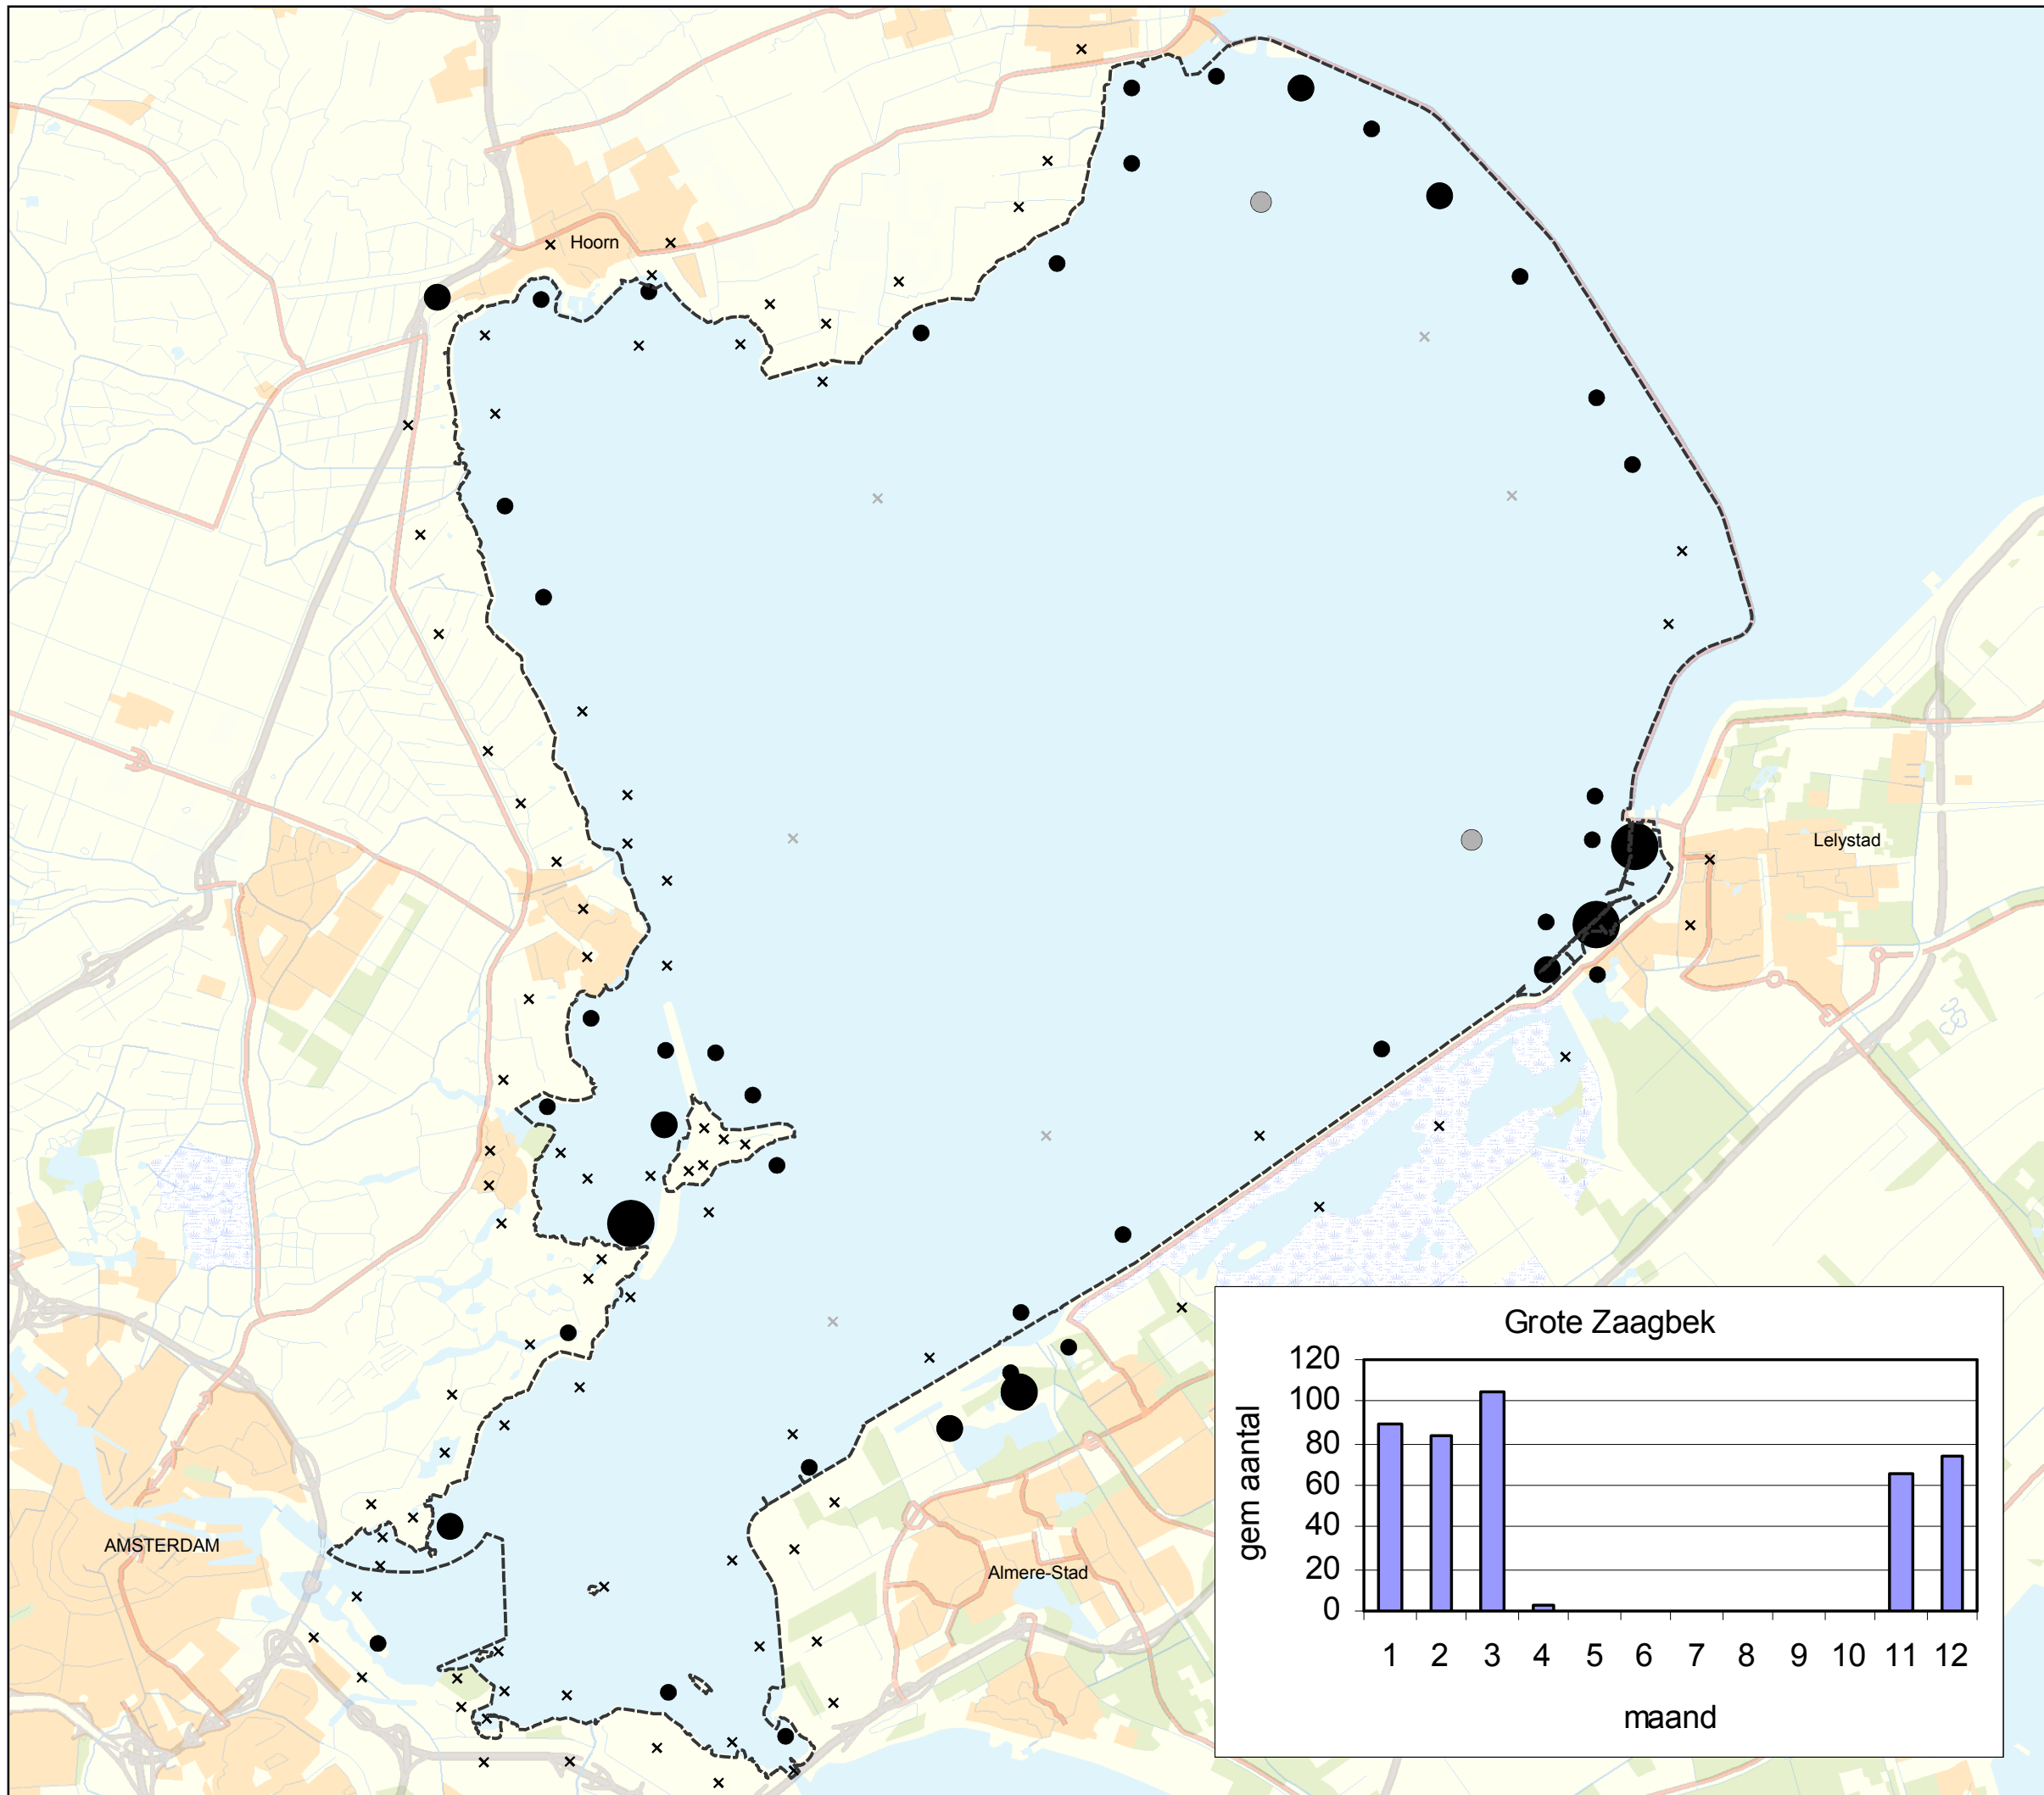 Hoorn
Lelystad
AMSTERDAM
Almere-Stad
Grote Zaagbek
gem aantal
120
100
80
60
40
20
0
1 2 3 4 5 6 7 8 9 10 11 12
maand